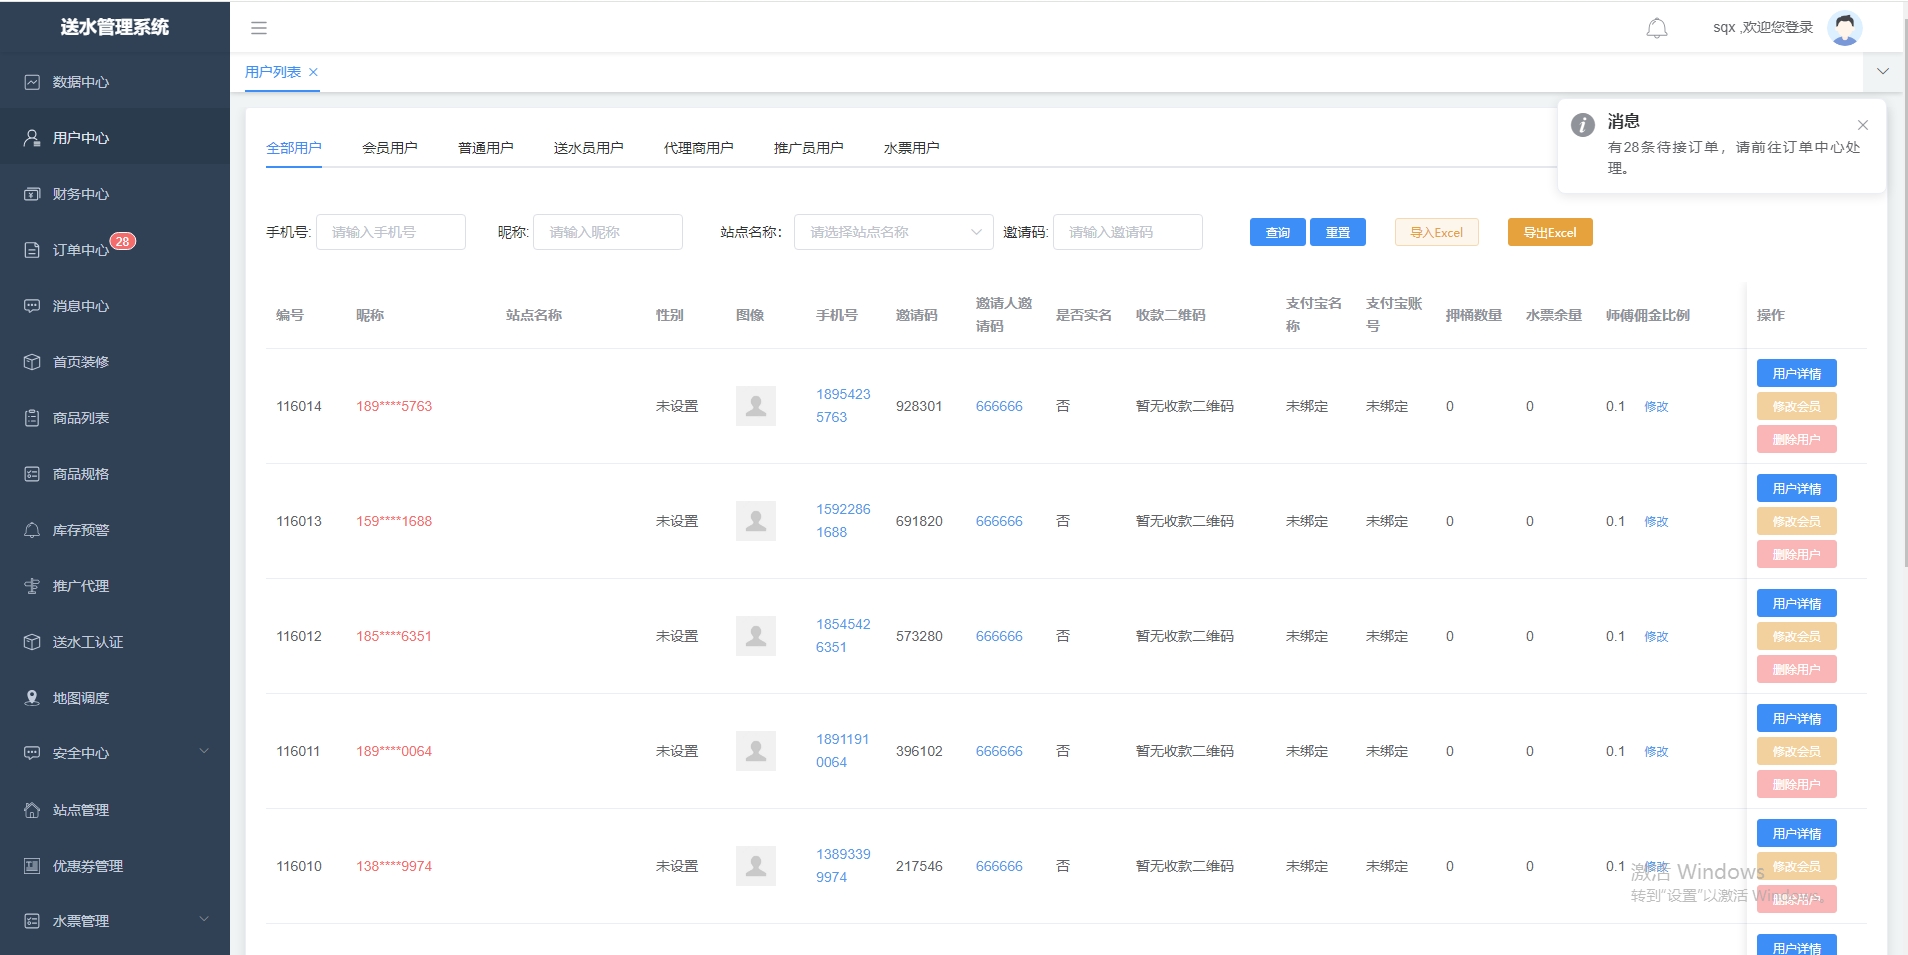 送水管理系统
sqx ,欢迎您登录
数据中心
用户中心
财务中心
订单中心
28
消息中心
首页装修
商品列表
商品规格
库存预警
推广代理
送水工认证
地图调度
安全中心
站点管理
优惠券管理
水票管理
用户列表
消息
有28条待接订单，请前往订单中心处
理。
全部用户 会员用户 普通用户 送水员用户 代理商用户 推广员用户 水票用户
手机号: 请输入手机号 昵称: 请输入昵称 站点名称: 请选择站点名称 邀请码: 请输入邀请码 查询 重置 导入Excel 导出Excel
编号 昵称 站点名称 性别 图像 手机号 邀请码 邀请人邀请码 是否实名 收款二维码 支付宝名称 支付宝账号 押桶数量 水票余量 师傅佣金比例 操作
116014 189****5763 未设置 18954235763 928301 666666 否 暂无收款二维码 未绑定 未绑定 0 0 0.1 修改
用户详情
修改会员
删除用户
116013 159****1688 未设置 15922861688 691820 666666 否 暂无收款二维码 未绑定 未绑定 0 0 0.1 修改
用户详情
修改会员
删除用户
116012 185****6351 未设置 18545426351 573280 666666 否 暂无收款二维码 未绑定 未绑定 0 0 0.1 修改
用户详情
修改会员
删除用户
116011 189****0064 未设置 18911910064 396102 666666 否 暂无收款二维码 未绑定 未绑定 0 0 0.1 修改
用户详情
修改会员
删除用户
116010 138****9974 未设置 13893399974 217546 666666 否 暂无收款二维码 未绑定 未绑定 0 0 0.1 修改
用户详情
修改会员
删除用户
激活 Windows
转到"设置"以激活 Windows。
用户详情